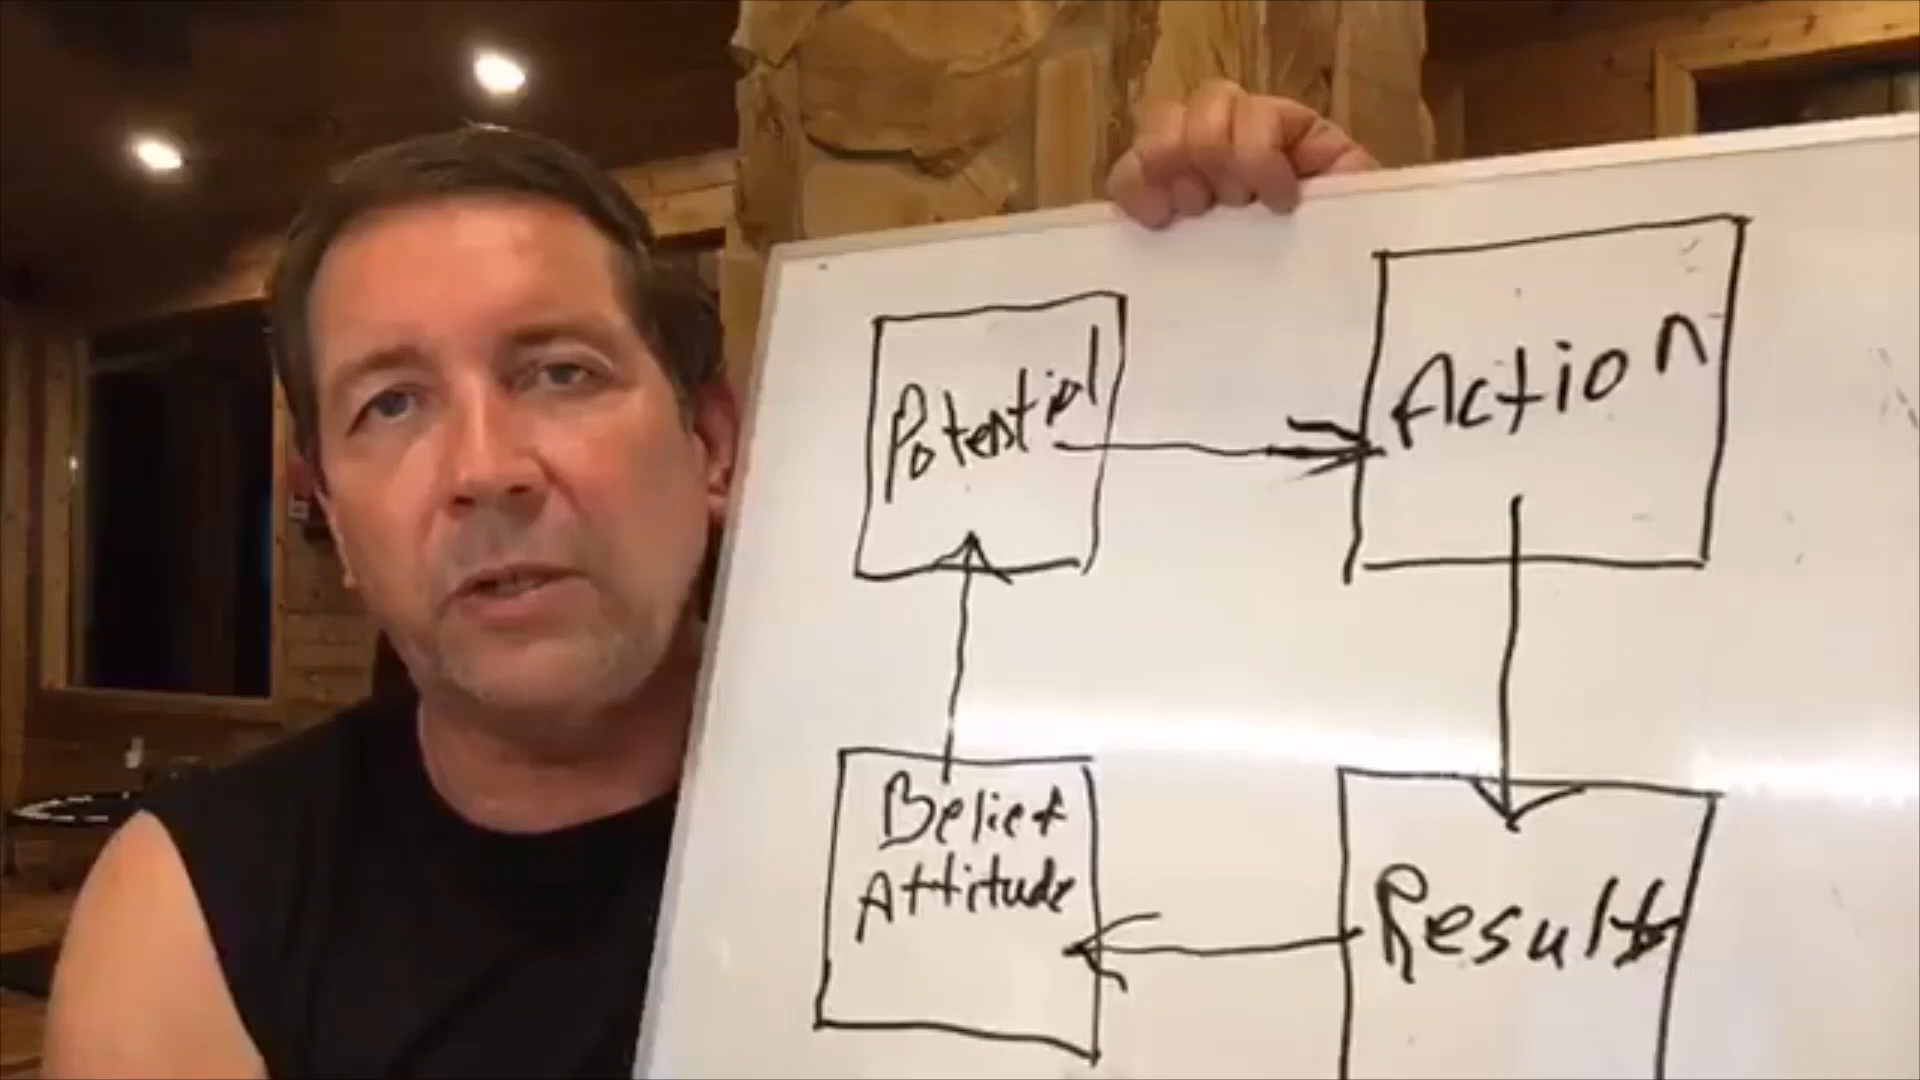 Potential
Action
Belief
Attitude
Results